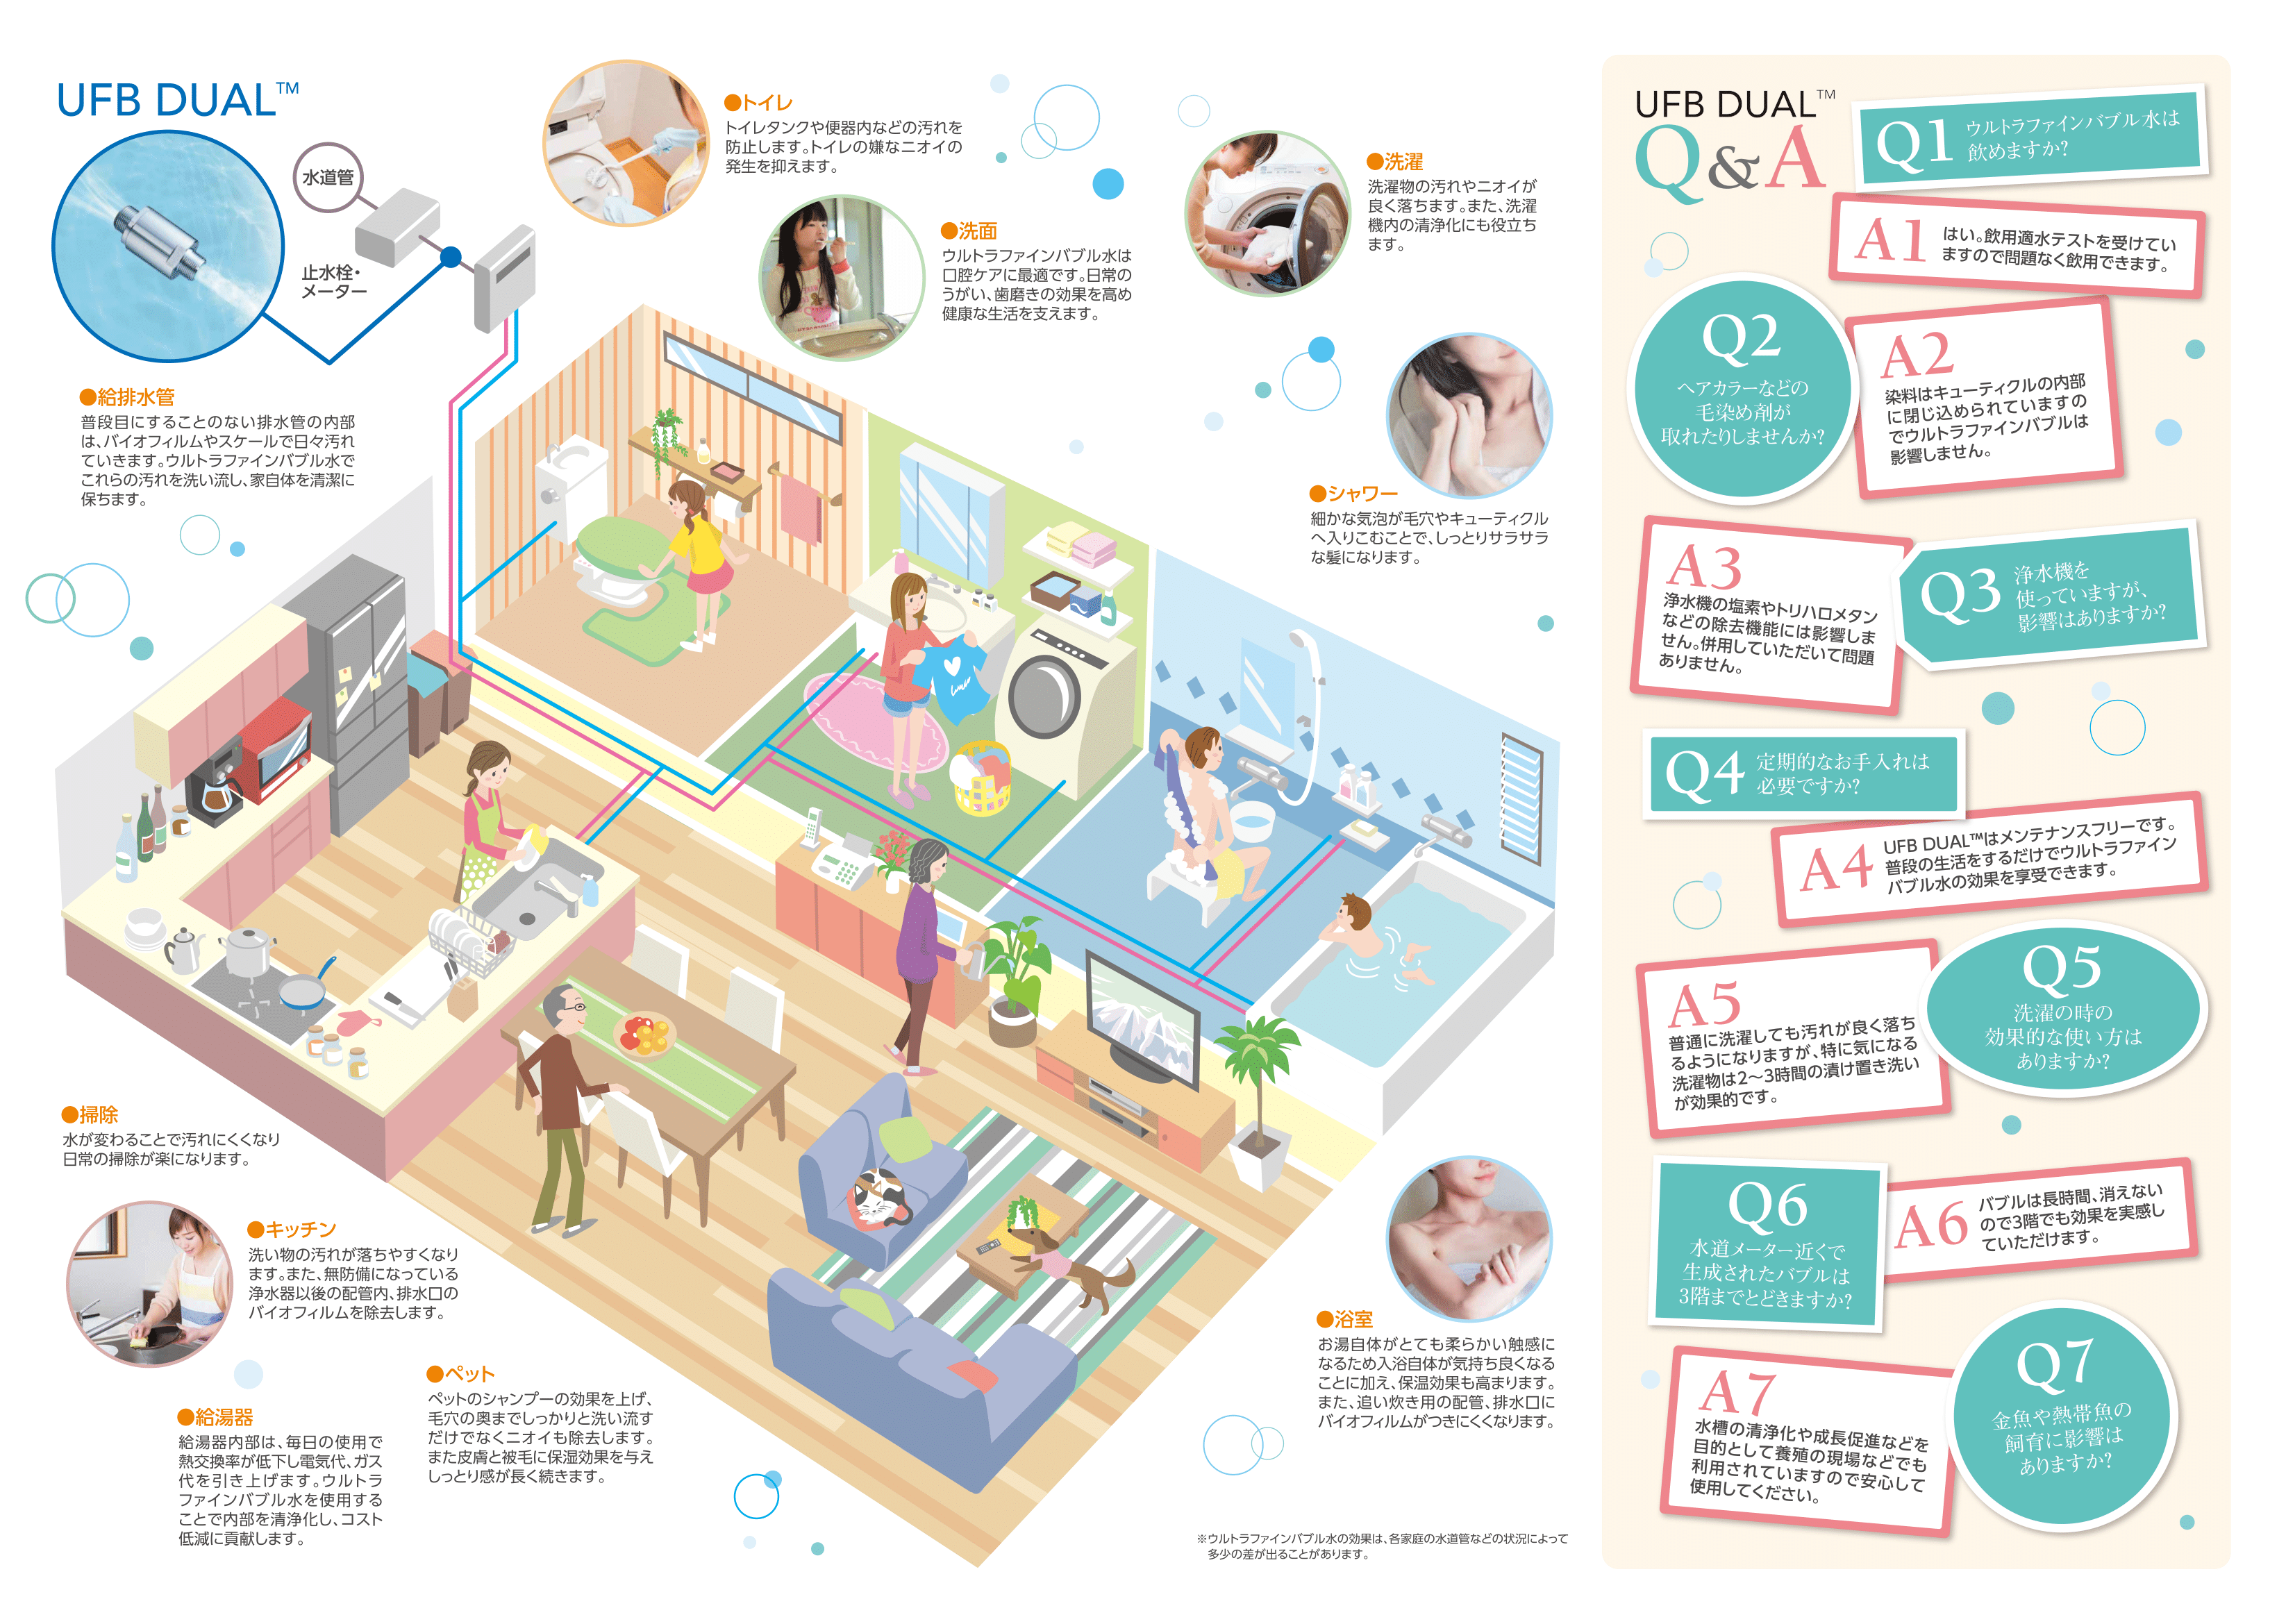 UFB DUAL™
水道管
止水栓・
メーター
●給排水管
普段目にすることのない排水管の内部
は、バイオフィルムやスケールで日々汚れ
ていきます。ウルトラファインバブル水で
これらの汚れを洗い流し、家自体を清潔に
保ちます。
●トイレ
トイレタンクや便器内などの汚れを
防止します。トイレの嫌なニオイの
発生を抑えます。
●洗面
ウルトラファインバブル水は
口腔ケアに最適です。日常の
うがい、歯磨きの効果を高め
健康な生活を支えます。
●洗濯
洗濯物の汚れやニオイが
良く落ちます。また、洗濯
機内の清浄化にも役立ち
ます。
●シャワー
細かな気泡が毛穴やキューティクル
へ入りこむことで、しっとりサラサラ
な髪になります。
●掃除
水が変わることで汚れにくくなり
日常の掃除が楽になります。
●キッチン
洗い物の汚れが落ちやすくなり
ます。また、無防備になっている
浄水器以後の配管内、排水口の
バイオフィルムを除去します。
●給湯器
給湯器内部は、毎日の使用で
熱交換率が低下し電気代、ガス
代を引き上げます。ウルトラ
ファインバブル水を使用する
ことで内部を清浄化し、コスト
低減に貢献します。
●ペット
ペットのシャンプーの効果を上げ、
毛穴の奥までしっかりと洗い流す
だけでなくニオイも除去します。
また皮膚と被毛に保湿効果を与え
しっとり感が長く続きます。
●浴室
お湯自体がとても柔らかい触感に
なるため入浴自体が気持ち良くなる
ことに加え、保温効果も高まります。
また、追い炊き用の配管、排水口に
バイオフィルムがつきにくくなります。
※ウルトラファインバブル水の効果は、各家庭の水道管などの状況によって
多少の差が出ることがあります。
UFB DUAL™
Q&A
Q1 ウルトラファインバブル水は
飲めますか?
A1 はい。飲用適水テストを受けてい
ますので問題なく飲用できます。
Q2
ヘアカラーなどの
毛染め剤が
取れたりしませんか?
A2
染料はキューティクルの内部
に閉じ込められていますの
でウルトラファインバブルは
影響しません。
Q3 浄水機を
使っていますが、
影響はありますか?
A3
浄水機の塩素やトリハロメタン
などの除去機能には影響しま
せん。併用していただいて問題
ありません。
Q4 定期的なお手入れは
必要ですか?
A4 UFB DUAL™はメンテナンスフリーです。
普段の生活をするだけでウルトラファイン
バブル水の効果を享受できます。
Q5
洗濯の時の
効果的な使い方は
ありますか?
A5
普通に洗濯しても汚れが良く落ち
るようになりますが、特に気になる
洗濯物は2〜3時間の漬け置き洗い
が効果的です。
Q6
水道メーター近くで
生成されたバブルは
3階までとどきますか?
A6 バブルは長時間、消えない
ので3階でも効果を実感し
ていただけます。
Q7
金魚や熱帯魚の
飼育に影響は
ありますか?
A7
水槽の清浄化や成長促進などを
目的として養殖の現場などでも
利用されていますので安心して
使用してください。